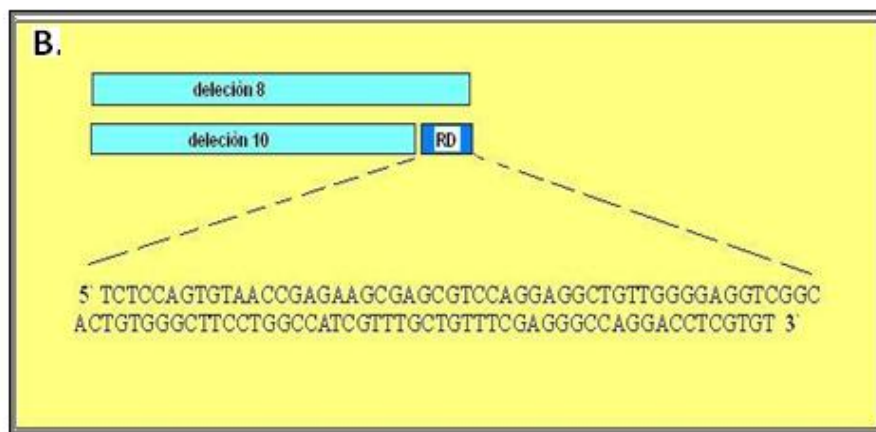 B.
deleción 8
deleción 10 RD
5` TCTCCAGTGTAACCGAGAAGCGAGCGTCCAGGAGGCTGTTGGGGAGGTCGGC
ACTGTGGGCTTCCTGGCCATCGTTTGCTGTTTCGAGGGCCAGGACCTCGTGT 3`